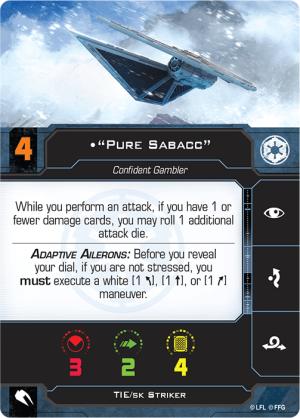 •“Pure Sabacc”
4
Confident Gambler
While you perform an attack, if you have 1 or
fewer damage cards, you may roll 1 additional
attack die.
Adaptive Ailerons: Before you reveal
your dial, if you are not stressed, you
must execute a white [1 ↖], [1 ↑], or [1 ↗]
maneuver.
3 2 4
TIE/sk Striker
© LFL © FFG